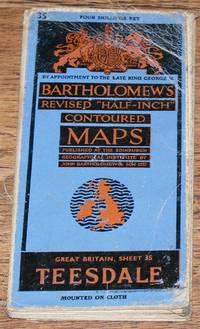 35 FOUR SHILLINGS NET
BY APPOINTMENT TO THE LATE KING GEORGE V.
BARTHOLOMEW'S
REVISED "HALF-INCH"
CONTOURED
MAPS
PUBLISHED AT THE EDINBURGH
GEOGRAPHICAL INSTITUTE BY
JOHN BARTHOLOMEW & SON LTD
GREAT BRITAIN, SHEET 35
TEESDALE
MOUNTED ON CLOTH